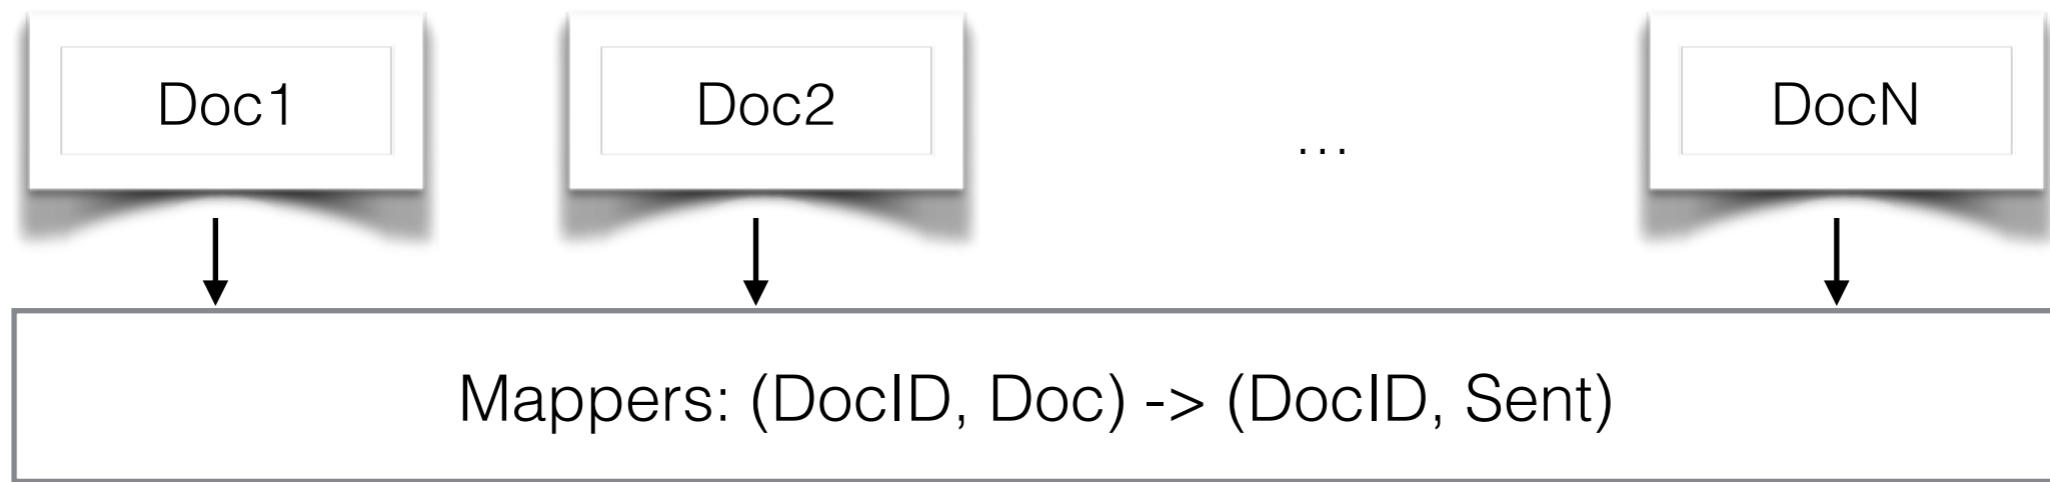 Doc1
Doc2
...
DocN
Mappers: (DocID, Doc) -> (DocID, Sent)